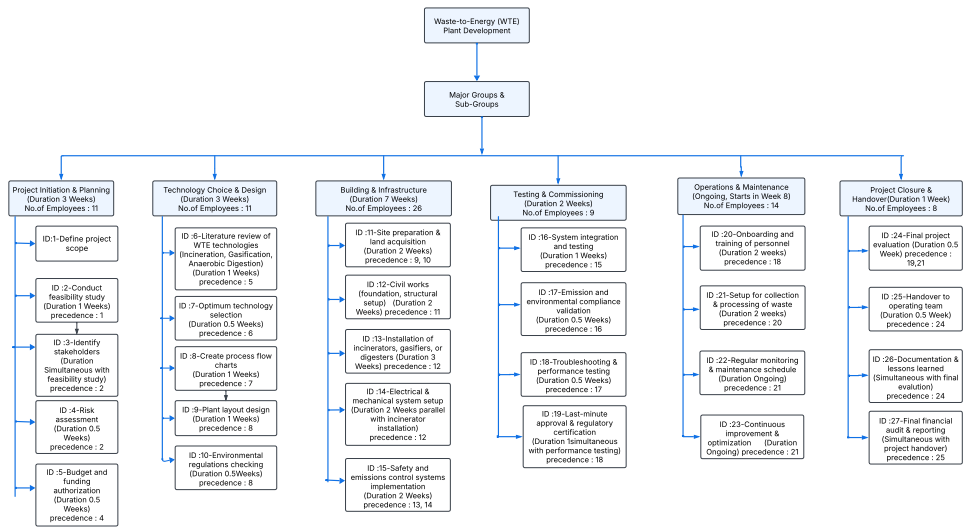 Waste-to-Energy (WTE)
Plant Development
Major Groups &
Sub-Groups
Project Initiation & Planning
(Duration 3 Weeks)
No.of Employees : 11
ID:1-Define project
scope
ID :2-Conduct
feasibility study
(Duration 1 Weeks)
precedence : 1
ID :3-Identify
stakeholders
(Duration
Simultaneous with
feasibility study)
precedence : 2
ID :4-Risk
assessment
(Duration 0.5
Weeks)
precedence : 2
ID :5-Budget and
funding
authorization
(Duration 0.5
Weeks)
precedence : 4
Technology Choice & Design
(Duration 3 Weeks)
No.of Employees : 11
ID :6-Literature review of
WTE technologies
(Incineration, Gasification,
Anaerobic Digestion)
(Duration 1 Weeks)
precedence : 5
ID :7-Optimum technology
selection
(Duration 0.5 Weeks)
precedence : 6
ID :8-Create process flow
charts
(Duration 1 Weeks)
precedence : 7
ID :9-Plant layout design
(Duration 1 Weeks)
precedence : 8
ID :10-Environmental
regulations checking
(Duration 0.5Weeks)
precedence : 8
Building & Infrastructure
(Duration 7 Weeks)
No.of Employees : 26
ID :11-Site preparation &
land acquisition
(Duration 2 Weeks)
precedence : 9, 10
ID :12-Civil works
(foundation, structural
setup) (Duration 2
Weeks) precedence : 11
ID :13-Installation of
incinerators, gasifiers, or
digesters (Duration 3
Weeks) precedence : 12
ID :14-Electrical &
mechanical system setup
(Duration 2 Weeks parallel
with incinerator
installation)
precedence : 12
ID :15-Safety and
emissions control systems
implementation
(Duration 2 Weeks)
precedence : 13, 14
Testing & Commissioning
(Duration 2 Weeks)
No.of Employees : 9
ID :16-System integration
and testing
(Duration 1 Weeks)
precedence : 15
ID :17-Emission and
environmental compliance
validation
(Duration 0.5 Weeks)
precedence : 16
ID :18-Troubleshooting &
performance testing
(Duration 0.5 Weeks)
precedence : 17
ID :19-Last-minute
approval & regulatory
certification
(Duration 1simultaneous
with performance testing)
precedence : 18
Operations & Maintenance
(Ongoing, Starts in Week 8)
No.of Employees : 14
ID :20-Onboarding and
training of personnel
(Duration 2 weeks)
precedence : 18
ID :21-Setup for collection
& processing of waste
(Duration 2 weeks)
precedence : 20
ID :22-Regular monitoring
& maintenance schedule
(Duration Ongoing)
precedence : 21
ID :23-Continuous
improvement &
optimization (Duration
Ongoing) precedence : 21
Project Closure &
Handover(Duration 1 Week)
No.of Employees : 8
ID :24-Final project
evaluation (Duration 0.5
Week) precedence :
19,21
ID :25-Handover to
operating team
(Duration 0.5 Week)
precedence : 24
ID :26-Documentation &
lessons learned
(Simultaneous with final
evalution)
precedence : 24
ID :27-Final financial
audit & reporting
(Simultaneous with
project handover)
precedence : 25